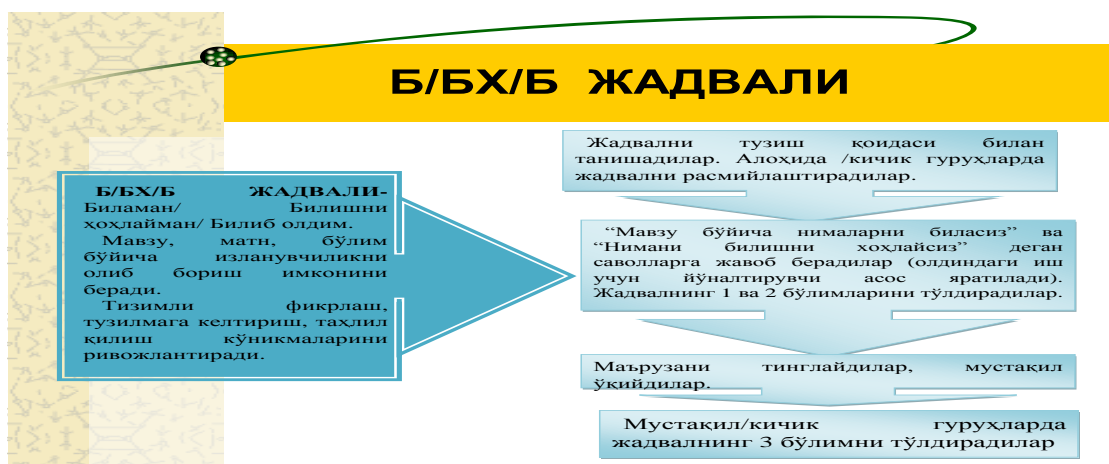 Б/БХ/Б ЖАДВАЛИ
Б/БХ/Б ЖАДВАЛИ-
Биламан/ Билишни
ҳоҳлайман/ Билиб олдим.
Мавзу, матн, бўлим
бўйича изланувчиликни
олиб бориш имконини
беради.
Тизимли фикрлаш,
тузилмага келтириш, таҳлил
қилиш кўникмаларини
ривожлантиради.
Жадвални тузиш қоидаси билан
танишадилар. Алоҳида /кичик гуруҳларда
жадвални расмийлаштирадилар.
“Мавзу бўйича нималарни биласиз” ва
“Нимани билишни хоҳлайсиз” деган
саволларга жавоб берадилар (олдиндаги иш
учун йўналтирувчи асос яратилади).
Жадвалнинг 1 ва 2 бўлимларини тўлдирадилар.
Маърузани тинглайдилар, мустақил
ўқийдилар.
Мустақил/кичик гуруҳларда
жадвалнинг 3 бўлимни тўлдирадилар